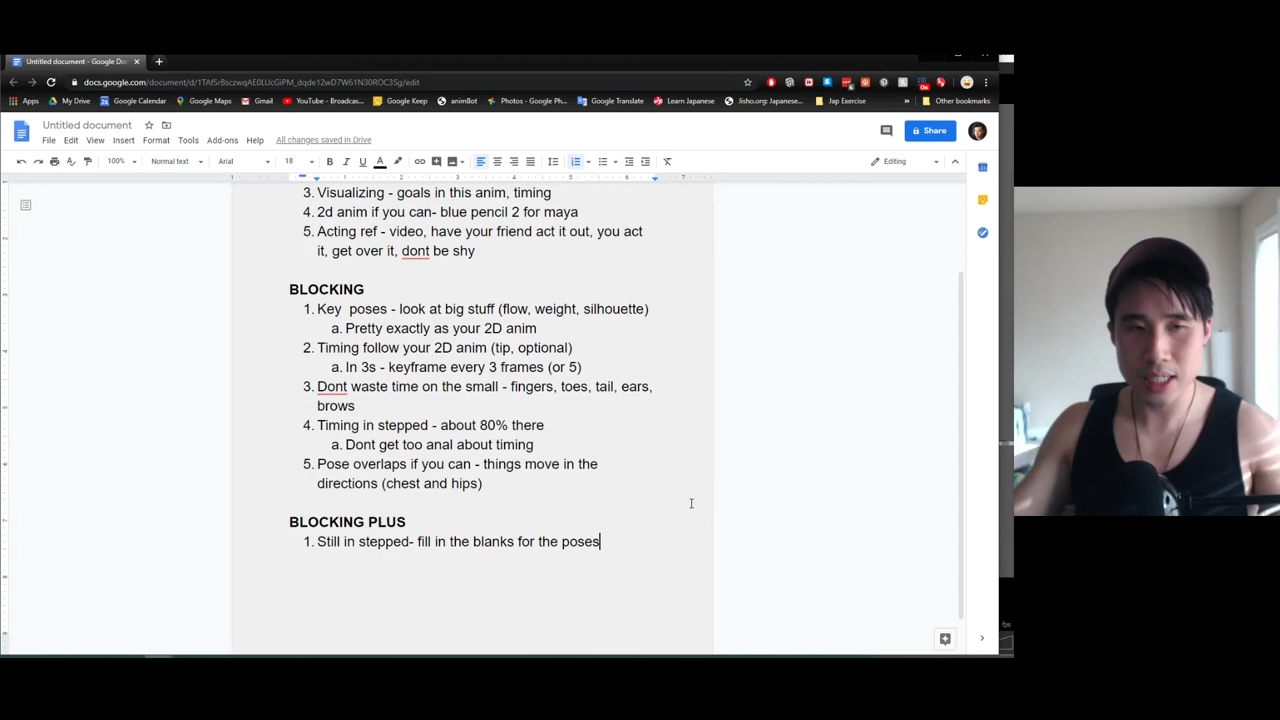 Untitled document - Google Do
docs.google.com/document/d/1TAfSrBsczwqAE0LUcGiPM_dqde12wD7W61N30ROC3Sg/edit
Apps My Drive Google Calendar Google Maps Gmail YouTube - Broadcas... Google Keep animBot Photos - Google Ph... Google Translate Learn Japanese Jisho.org: Japanese... Jap Exercise » Other bookmarks
Untitled document
File Edit View Insert Format Tools Add-ons Help All changes saved in Drive
Share
100% Normal text Arial 18 B I U A Editing
3. Visualizing - goals in this anim, timing
4. 2d anim if you can- blue pencil 2 for maya
5. Acting ref - video, have your friend act it out, you act
it, get over it, dont be shy
BLOCKING
1. Key poses - look at big stuff (flow, weight, silhouette)
a. Pretty exactly as your 2D anim
2. Timing follow your 2D anim (tip, optional)
a. In 3s - keyframe every 3 frames (or 5)
3. Dont waste time on the small - fingers, toes, tail, ears,
brows
4. Timing in stepped - about 80% there
a. Dont get too anal about timing
5. Pose overlaps if you can - things move in the
directions (chest and hips)
BLOCKING PLUS
1. Still in stepped- fill in the blanks for the poses
fps